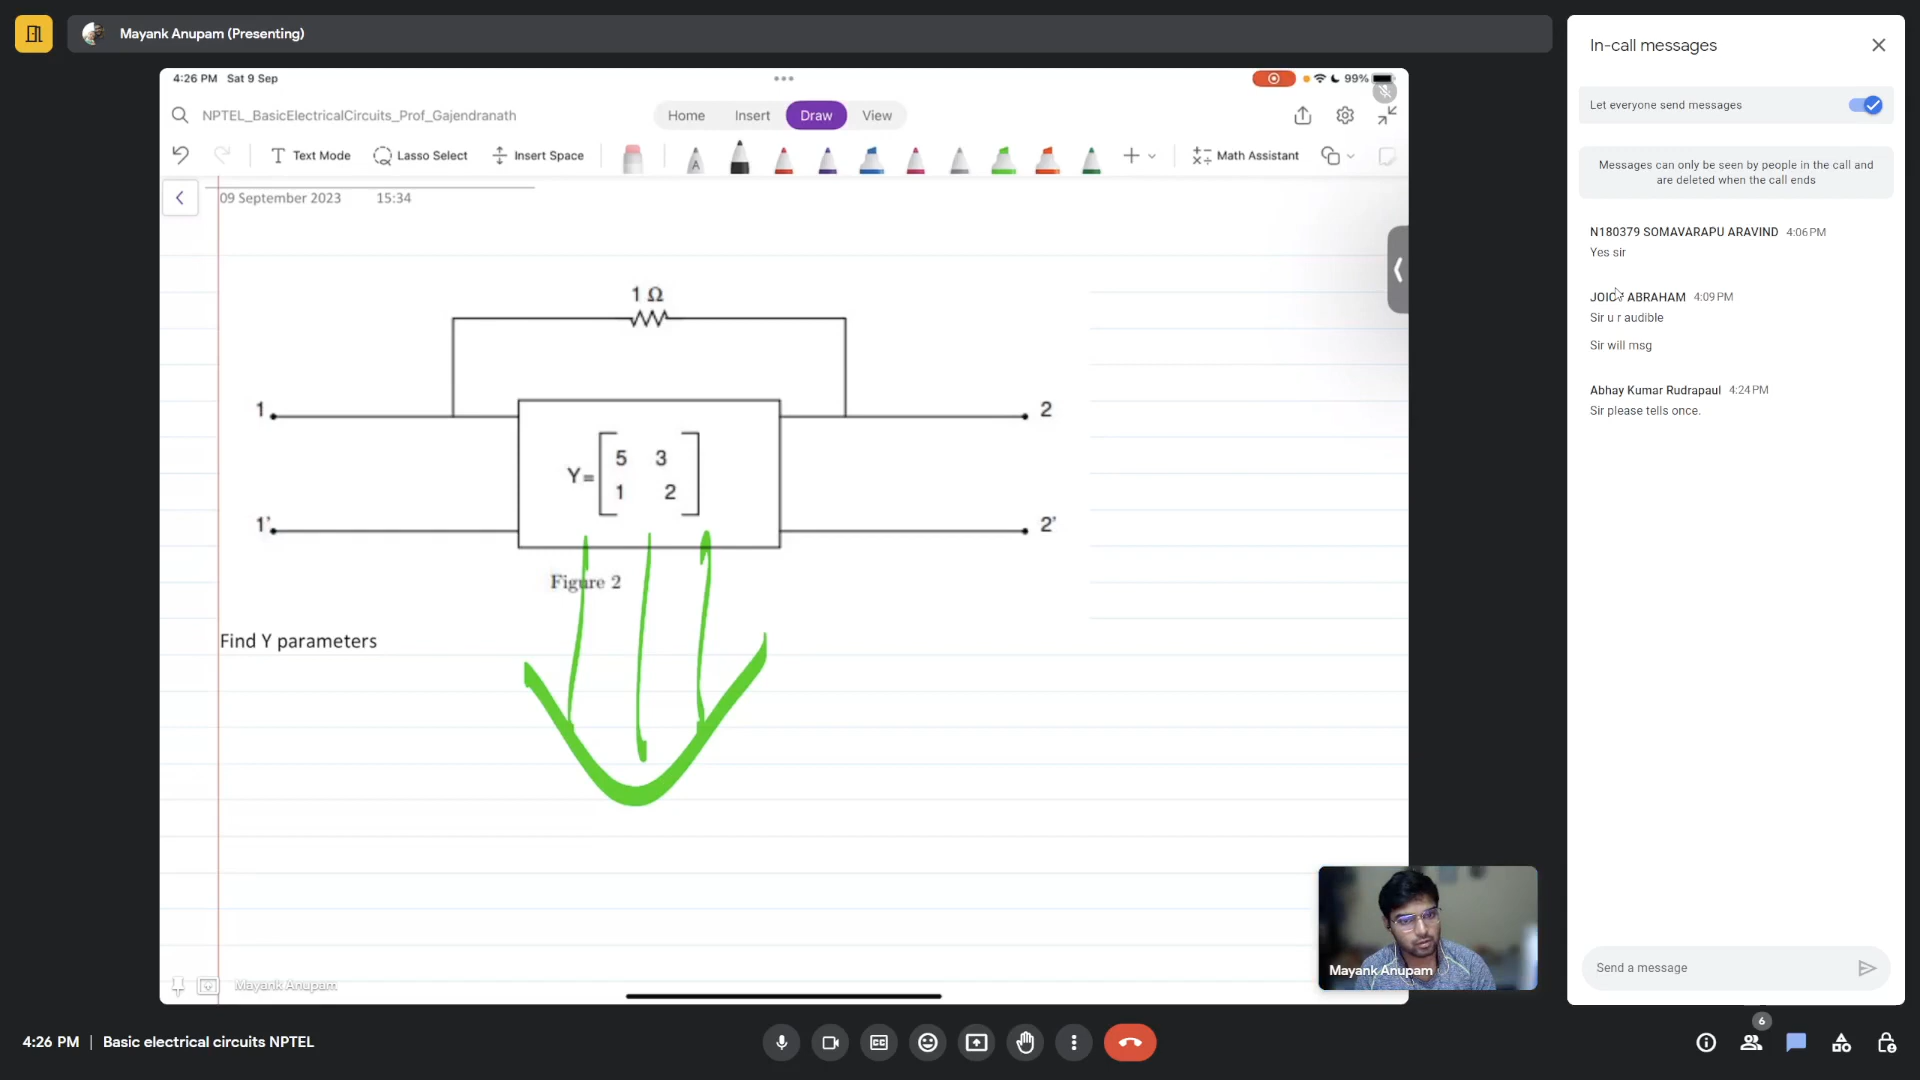 Mayank Anupam (Presenting)
4:26 PM Sat 9 Sep
99%
NPTEL_BasicElectricalCircuits_Prof_Gajendranath
Home Insert Draw View
Text Mode Lasso Select Insert Space A Math Assistant
09 September 2023 15:34
1 Ω
1 2
Y= [ 5 3
1 2 ]
1' 2'
Figure 2
Find Y parameters
Mayank Anupam
Mayank Anupam
4:26 PM | Basic electrical circuits NPTEL
CC
In-call messages
Let everyone send messages
Messages can only be seen by people in the call and
are deleted when the call ends
N180379 SOMAVARAPU ARAVIND 4:06 PM
Yes sir
ABRAHAM 4:09 PM
Sir u r audible
Sir will msg
Abhay Kumar Rudrapaul 4:24 PM
Sir please tells once.
Send a message
6